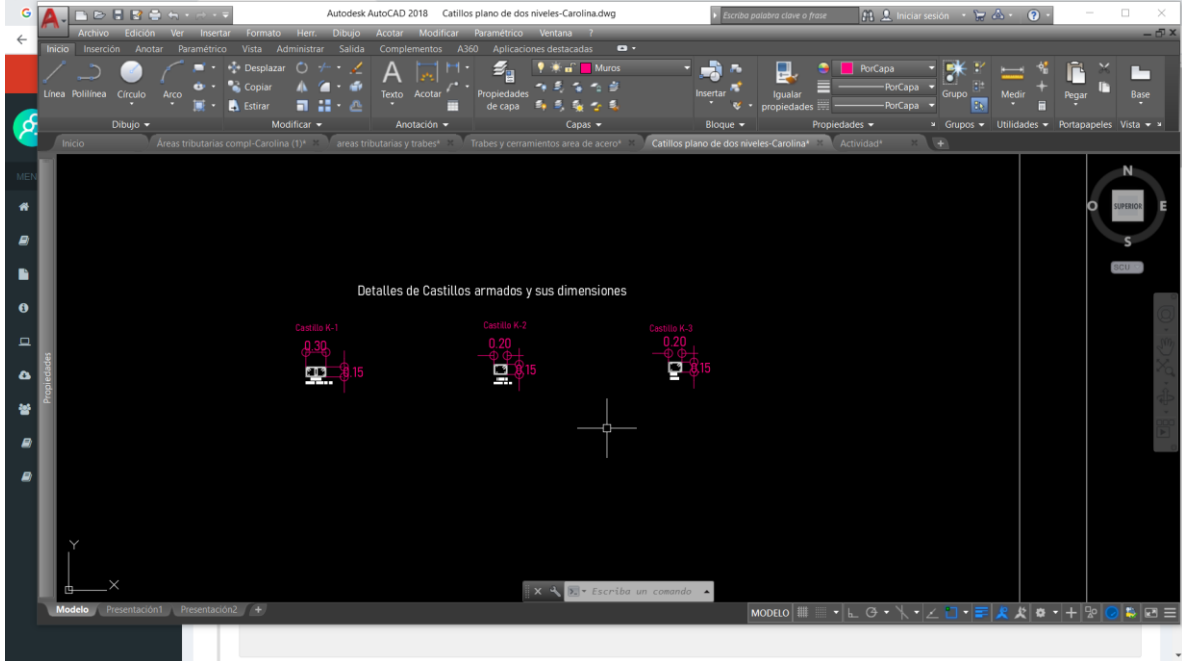 Autodesk AutoCAD 2018 Catillos plano de dos niveles-Carolina.dwg
Escriba palabra clave o frase
Iniciar sesión
Archivo Edición Ver Insertar Formato Herr. Dibujo Acotar Modificar Paramétrico Ventana ?
Inicio Inserción Anotar Paramétrico Vista Administrar Salida Complementos A360 Aplicaciones destacadas
Desplazar
Muros
PorCapa
Copiar
PorCapa
Línea Polilínea Círculo Arco
Texto Acotar
Propiedades de capa
Insertar
Igualar propiedades
Grupo
Medir
Pegar
Base
Estirar
PorCapa
Dibujo Modificar Anotación Capas Bloque Propiedades Grupos Utilidades Portapapeles Vista
Inicio
Áreas tributarias compl-Carolina (1)*
areas tributarias y trabes*
Trabes y cerramientos area de acero*
Catillos plano de dos niveles-Carolina*
Actividad*
MEN
Propiedades
N
O SUPERIOR E
S
SCU
Detalles de Castillos armados y sus dimensiones
Castillo K-1
0.30
0.15
Castillo K-2
0.20
0.15
Castillo K-3
0.20
0.15
Y
X
Escriba un comando
Modelo Presentación1 Presentación2 +
MODELO